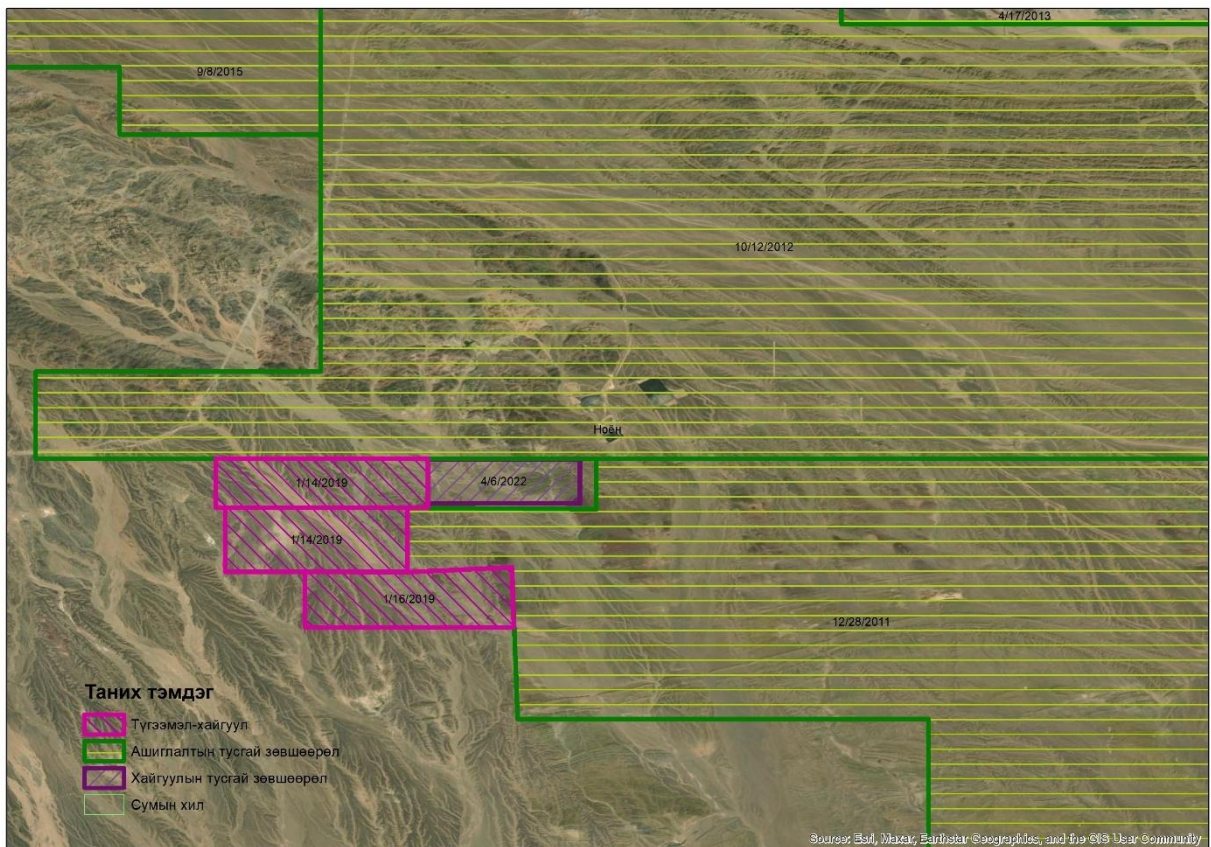 4/17/2013
9/8/2015
10/12/2012
Ноён
1/14/2019
4/6/2022
1/14/2019
1/16/2019
12/28/2011
Таних тэмдэг
Түгээмэл-хайгуул
Ашиглалтын тусгай зөвшөөрөл
Хайгуулын тусгай зөвшөөрөл
Сумын хил
Source: Esri, Maxar, Earthstar Geographics, and the GIS User Community